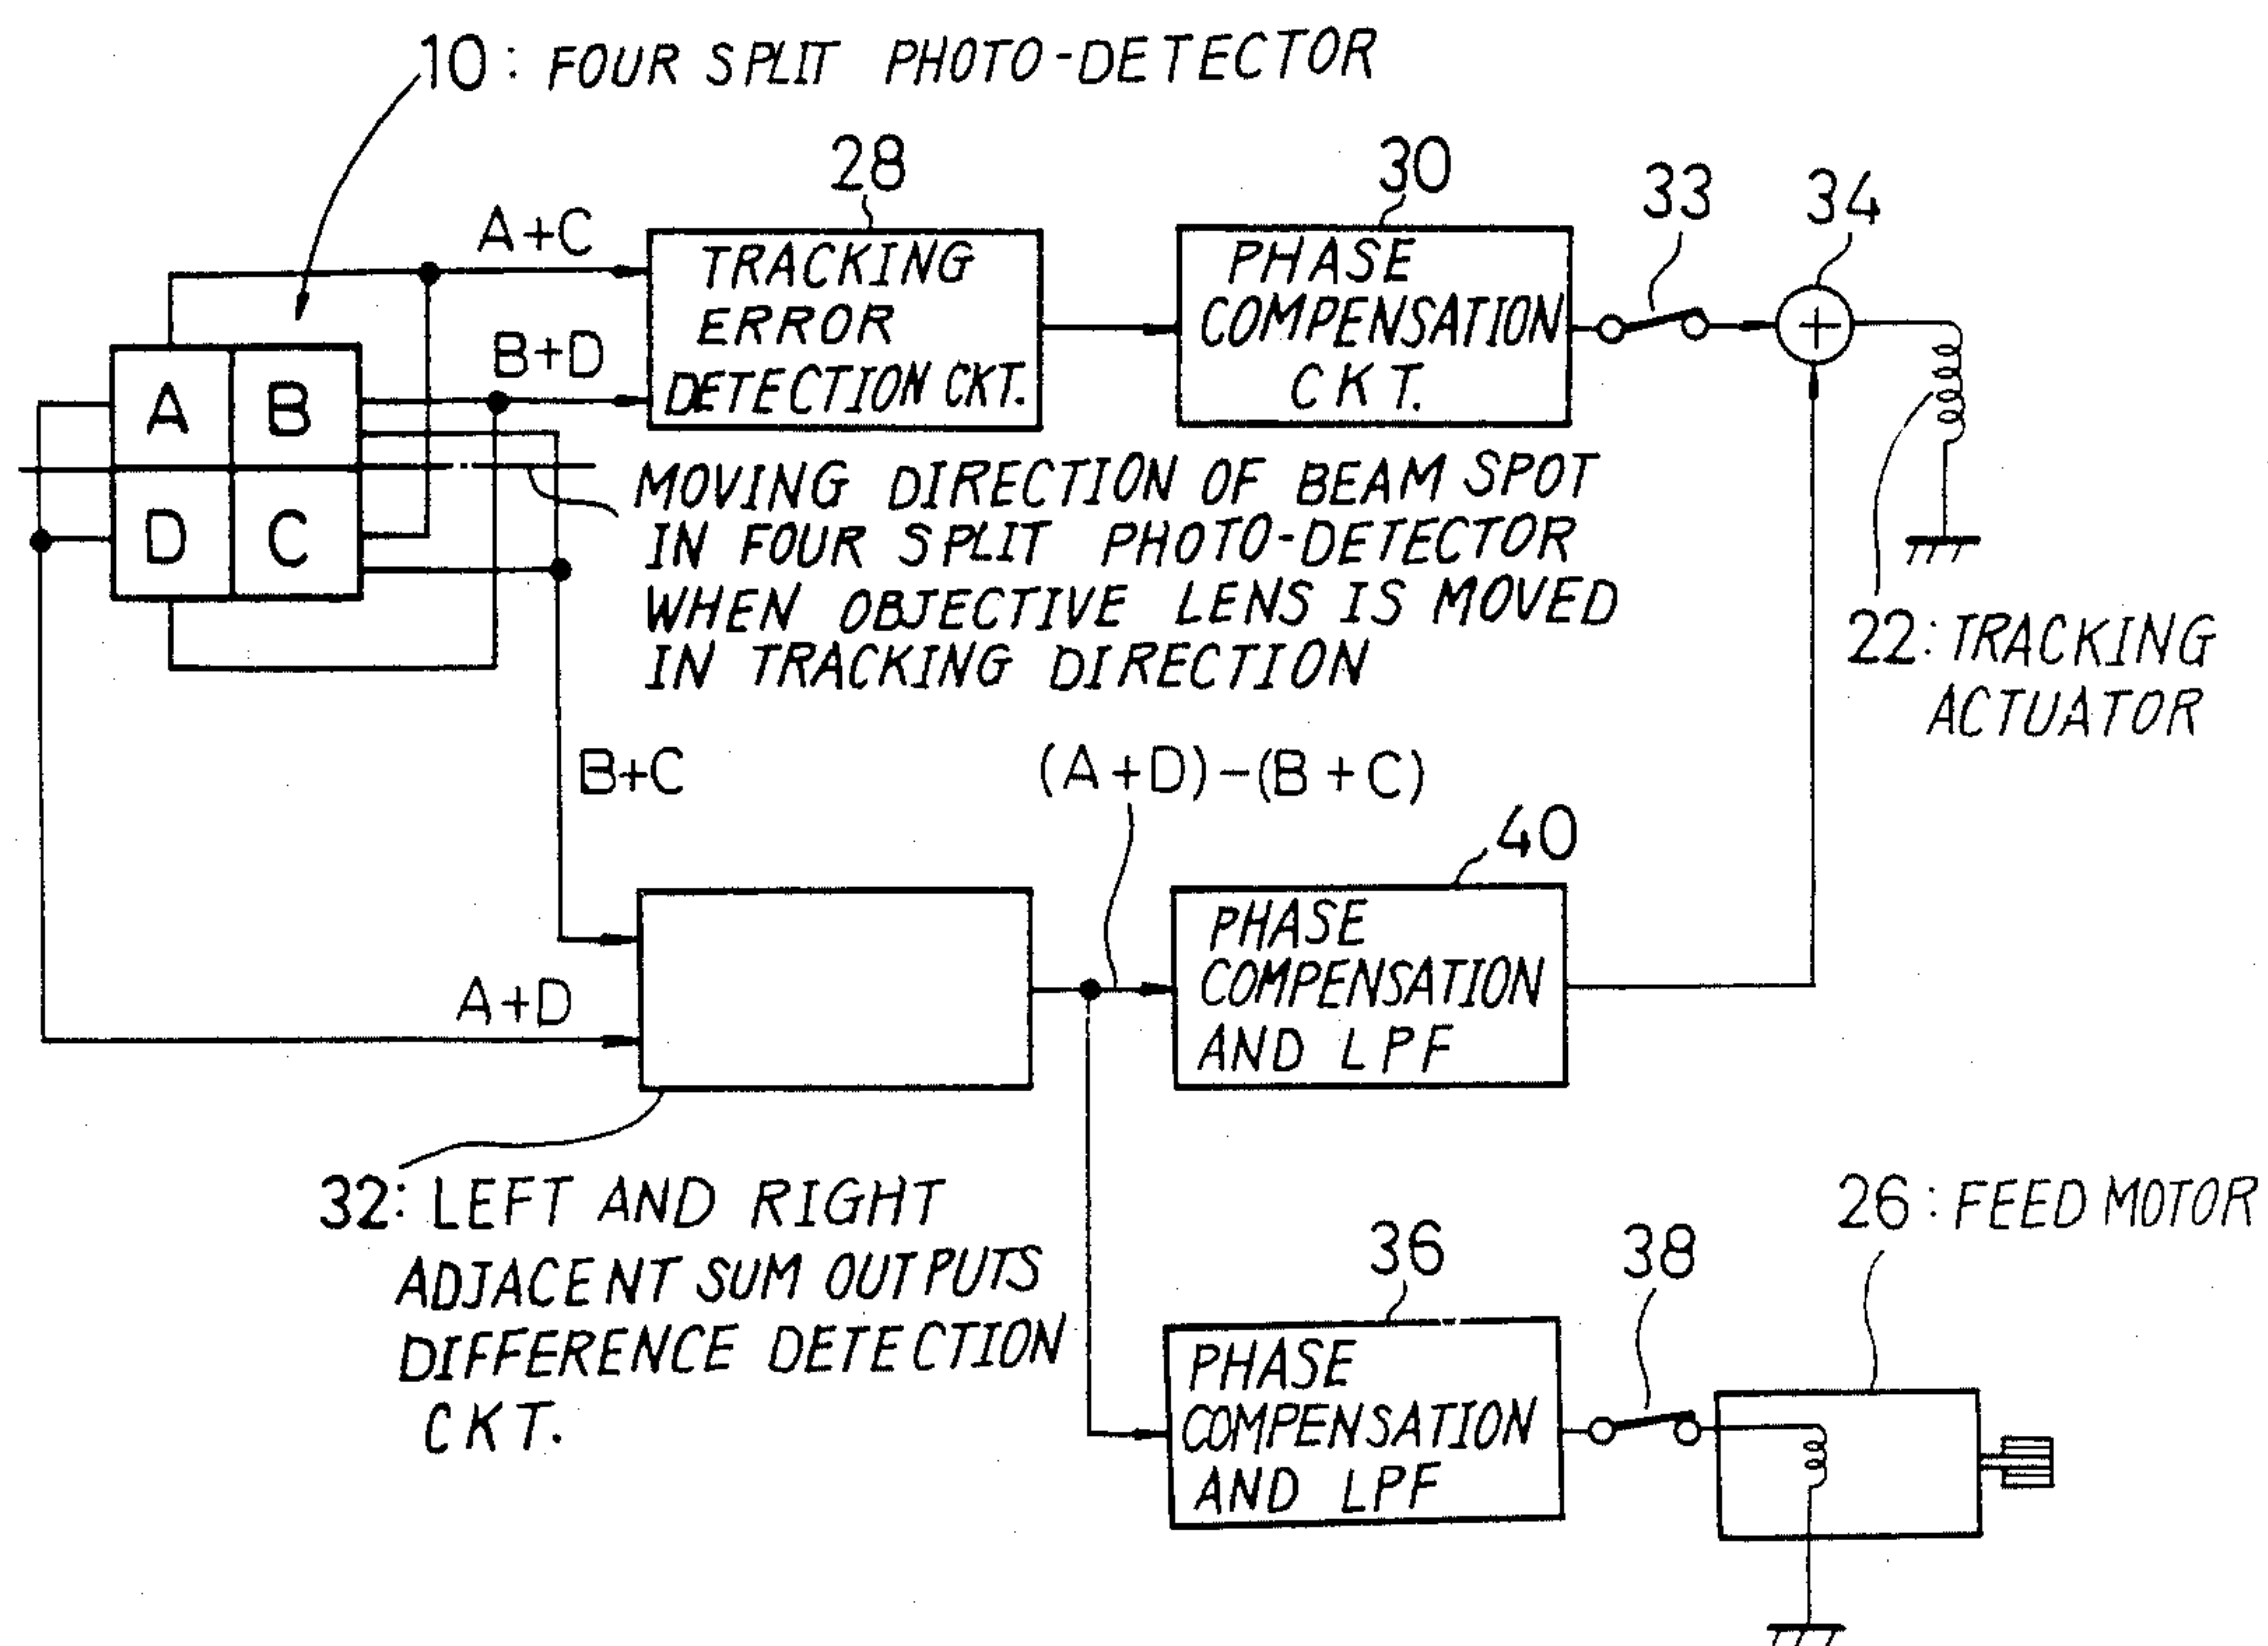 10: FOUR SPLIT PHOTO-DETECTOR
28
30
33
34
A+C
TRACKING
ERROR
DETECTION CKT.
PHASE
COMPENSATION
CKT.
+
B+D
A
B
D
C
MOVING DIRECTION OF BEAM SPOT
IN FOUR SPLIT PHOTO-DETECTOR
WHEN OBJECTIVE LENS IS MOVED
IN TRACKING DIRECTION
22: TRACKING
ACTUATOR
B+C
(A+D)-(B+C)
40
A+D
PHASE
COMPENSATION
AND LPF
32: LEFT AND RIGHT
ADJACENT SUM OUTPUTS
DIFFERENCE DETECTION
CKT.
36
38
26: FEED MOTOR
PHASE
COMPENSATION
AND LPF